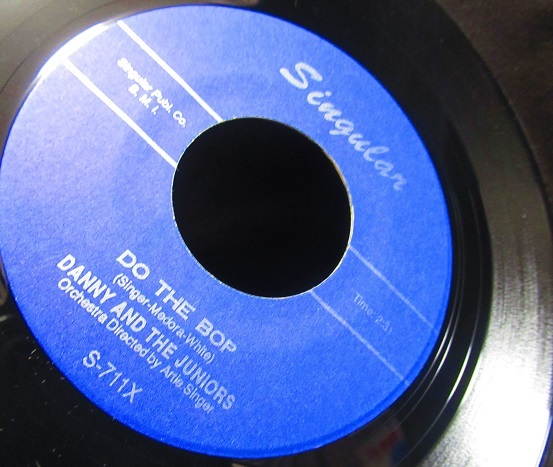 Singular
Singular Publ. Co.
B. M. I.
Time: 2:31
DO THE BOP
(Singer-Medora-White)
DANNY AND THE JUNIORS
Orchestra Directed by Artie Singer
S-711X